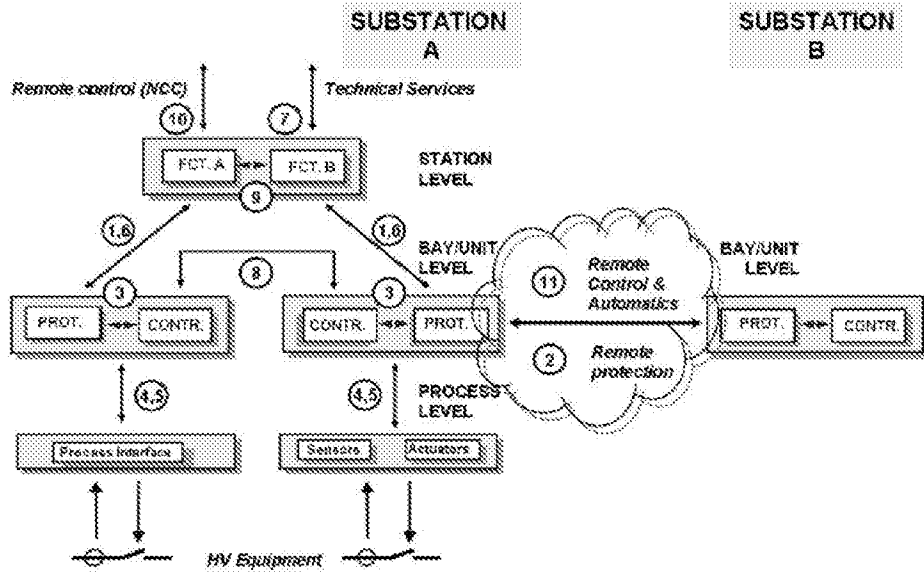 SUBSTATION
A
SUBSTATION
B
Remote control (NCC)
Technical Services
10
7
FCT. A
FCT. B
STATION
LEVEL
9
1,6
1,6
BAY/UNIT
LEVEL
BAY/UNIT
LEVEL
8
3
3
11
Remote
Control &
Automatics
PROT.
CONTR.
CONTR.
PROT.
PROT.
CONTR.
2
Remote
protection
4,5
4,5
PROCESS
LEVEL
Process Interface
Sensors
Actuators
HV Equipment